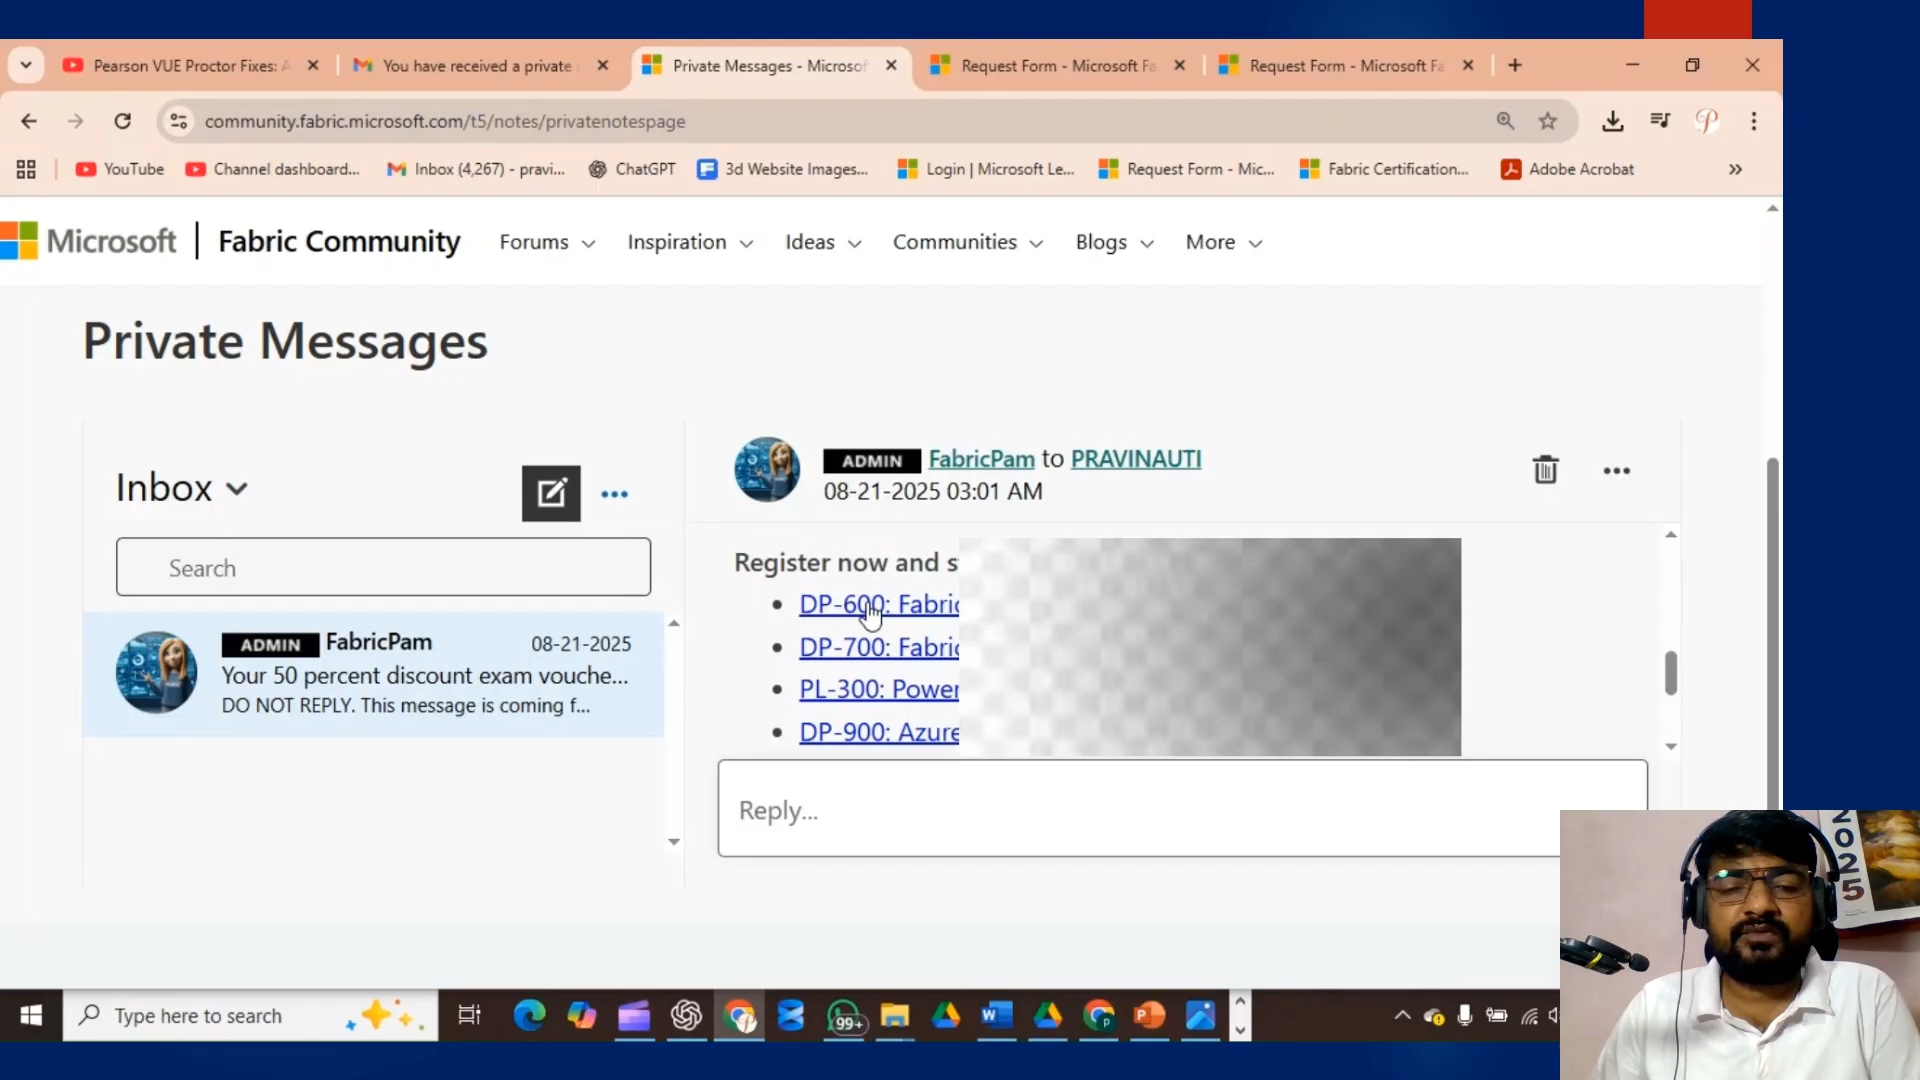 Pearson VUE Proctor Fixes:
You have received a private
Private Messages - Microsof
Request Form - Microsoft Fa
Request Form - Microsoft Fa
community.fabric.microsoft.com/t5/notes/privatenotespage
YouTube
Channel dashboard...
Inbox (4,267) - pravi...
ChatGPT
3d Website Images...
Login | Microsoft Le...
Request Form - Mic...
Fabric Certification...
Adobe Acrobat
Microsoft
Fabric Community
Forums
Inspiration
Ideas
Communities
Blogs
More
Private Messages
Inbox
Search
ADMIN FabricPam 08-21-2025
Your 50 percent discount exam vouche...
DO NOT REPLY. This message is coming f...
ADMIN FabricPam to PRAVINAUTI
08-21-2025 03:01 AM
Register now and s
DP-600: Fabric
DP-700: Fabric
PL-300: Power
DP-900: Azure
Reply...
2025
Type here to search
99+